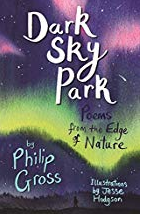 Dark
Sky
Park
Poems
from the Edge
of Nature
by
Philip
Gross
Illustrations
by Jesse
Hodgson